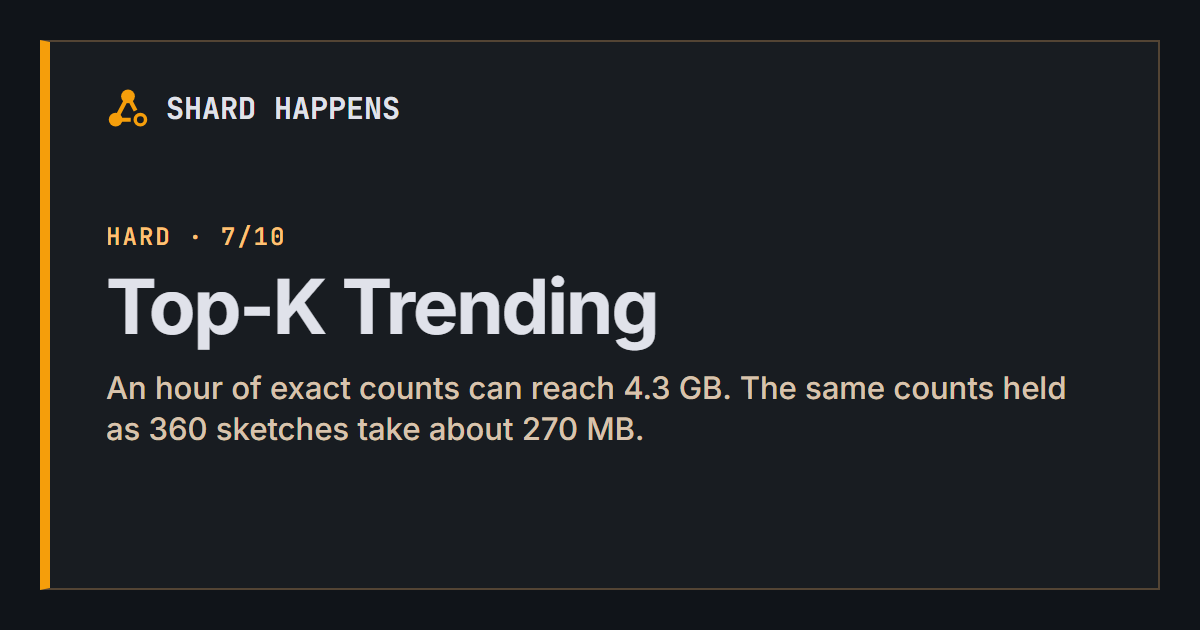 SHARD HAPPENS
HARD · 7/10
Top-K Trending
An hour of exact counts can reach 4.3 GB. The same counts held
as 360 sketches take about 270 MB.